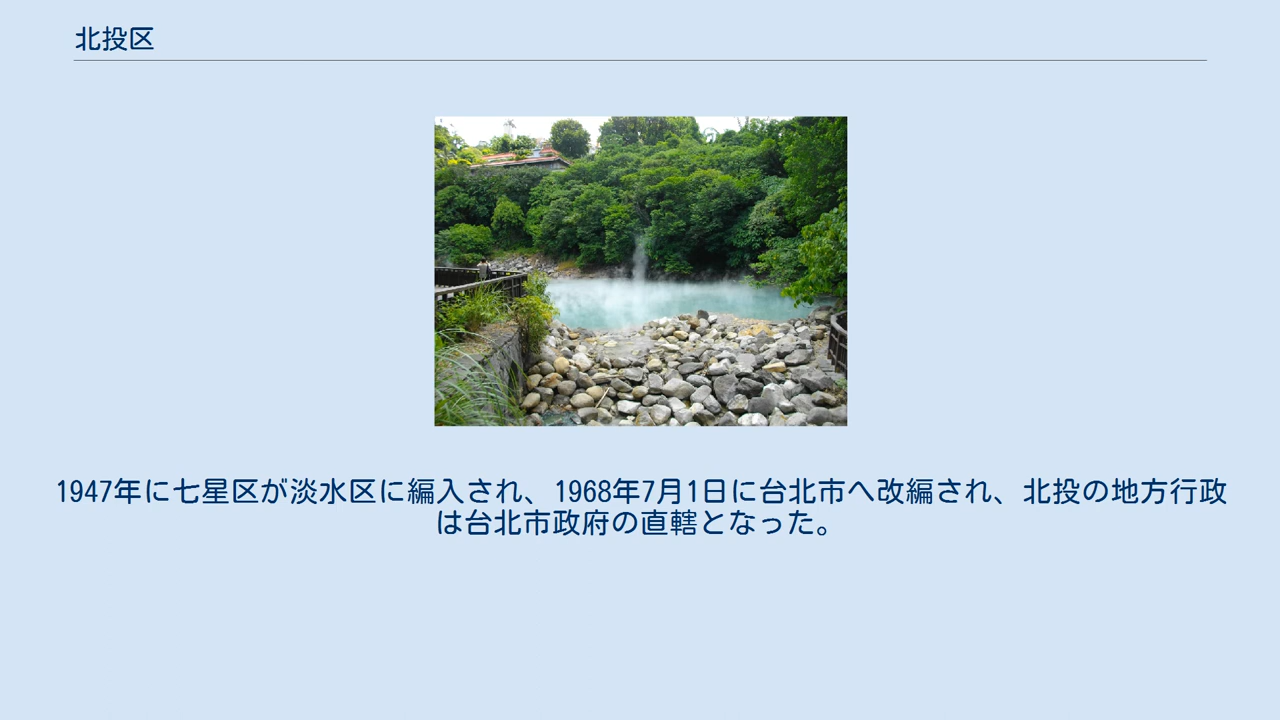 北投区
1947年に七星区が淡水区に編入され、1968年7月1日に台北市へ改編され、北投の地方行政
は台北市政府の直轄となった。